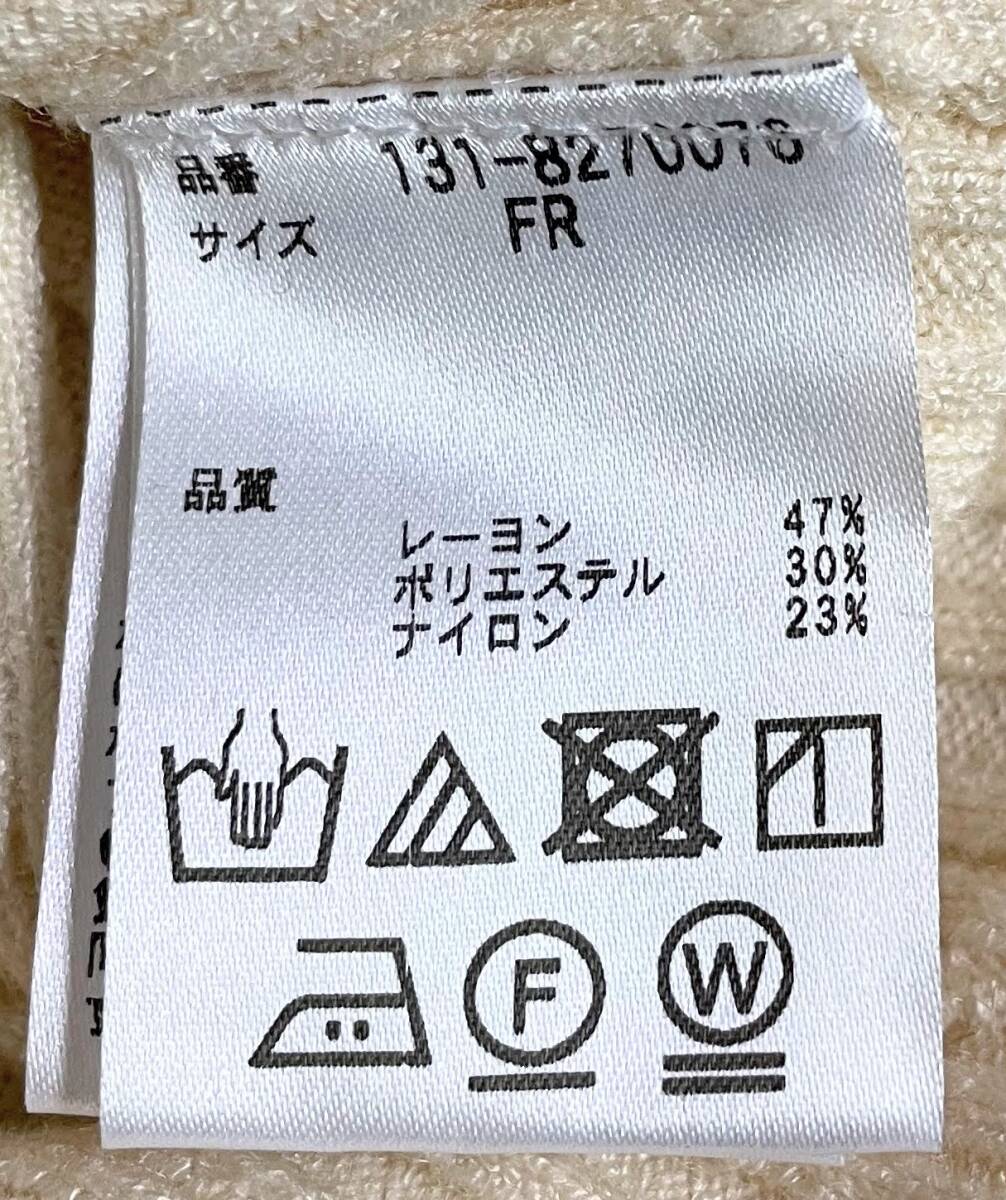 品番 131-8270076
サイズ FR
品質
レーヨン 47%
ポリエステル 30%
ナイロン 23%
F W